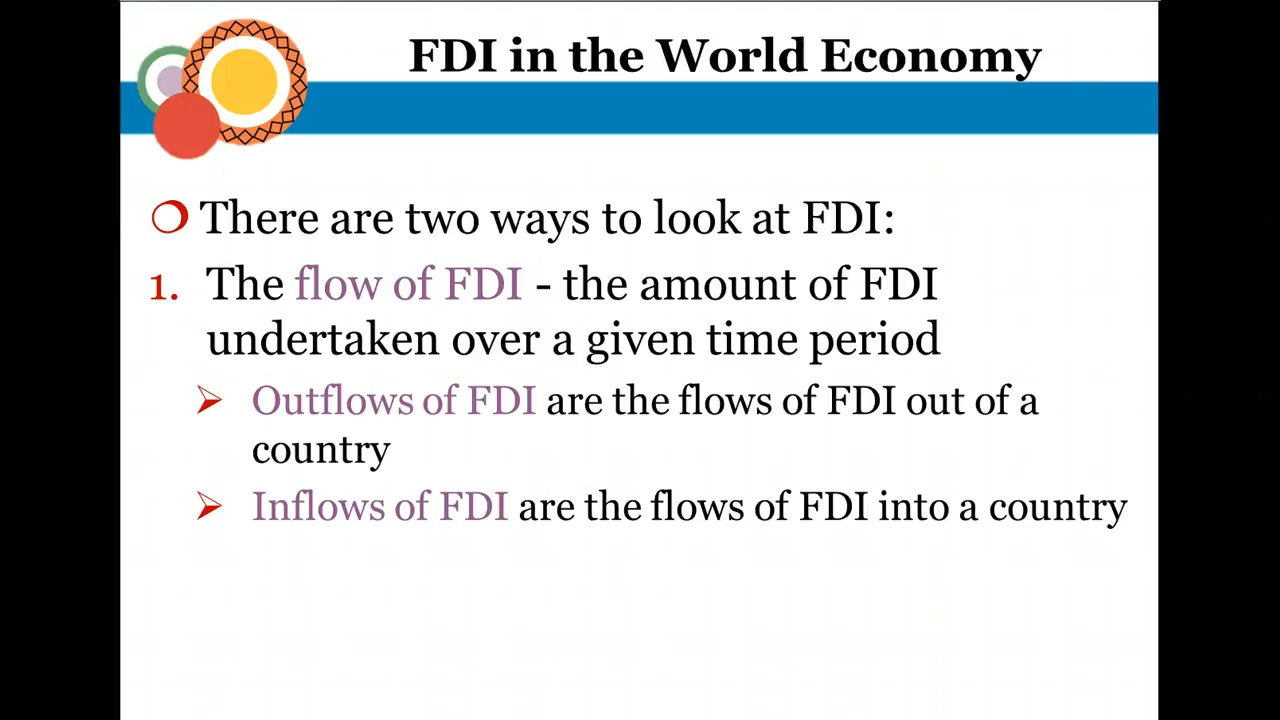 FDI in the World Economy
There are two ways to look at FDI:
1. The flow of FDI - the amount of FDI
undertaken over a given time period
Outflows of FDI are the flows of FDI out of a
country
Inflows of FDI are the flows of FDI into a country